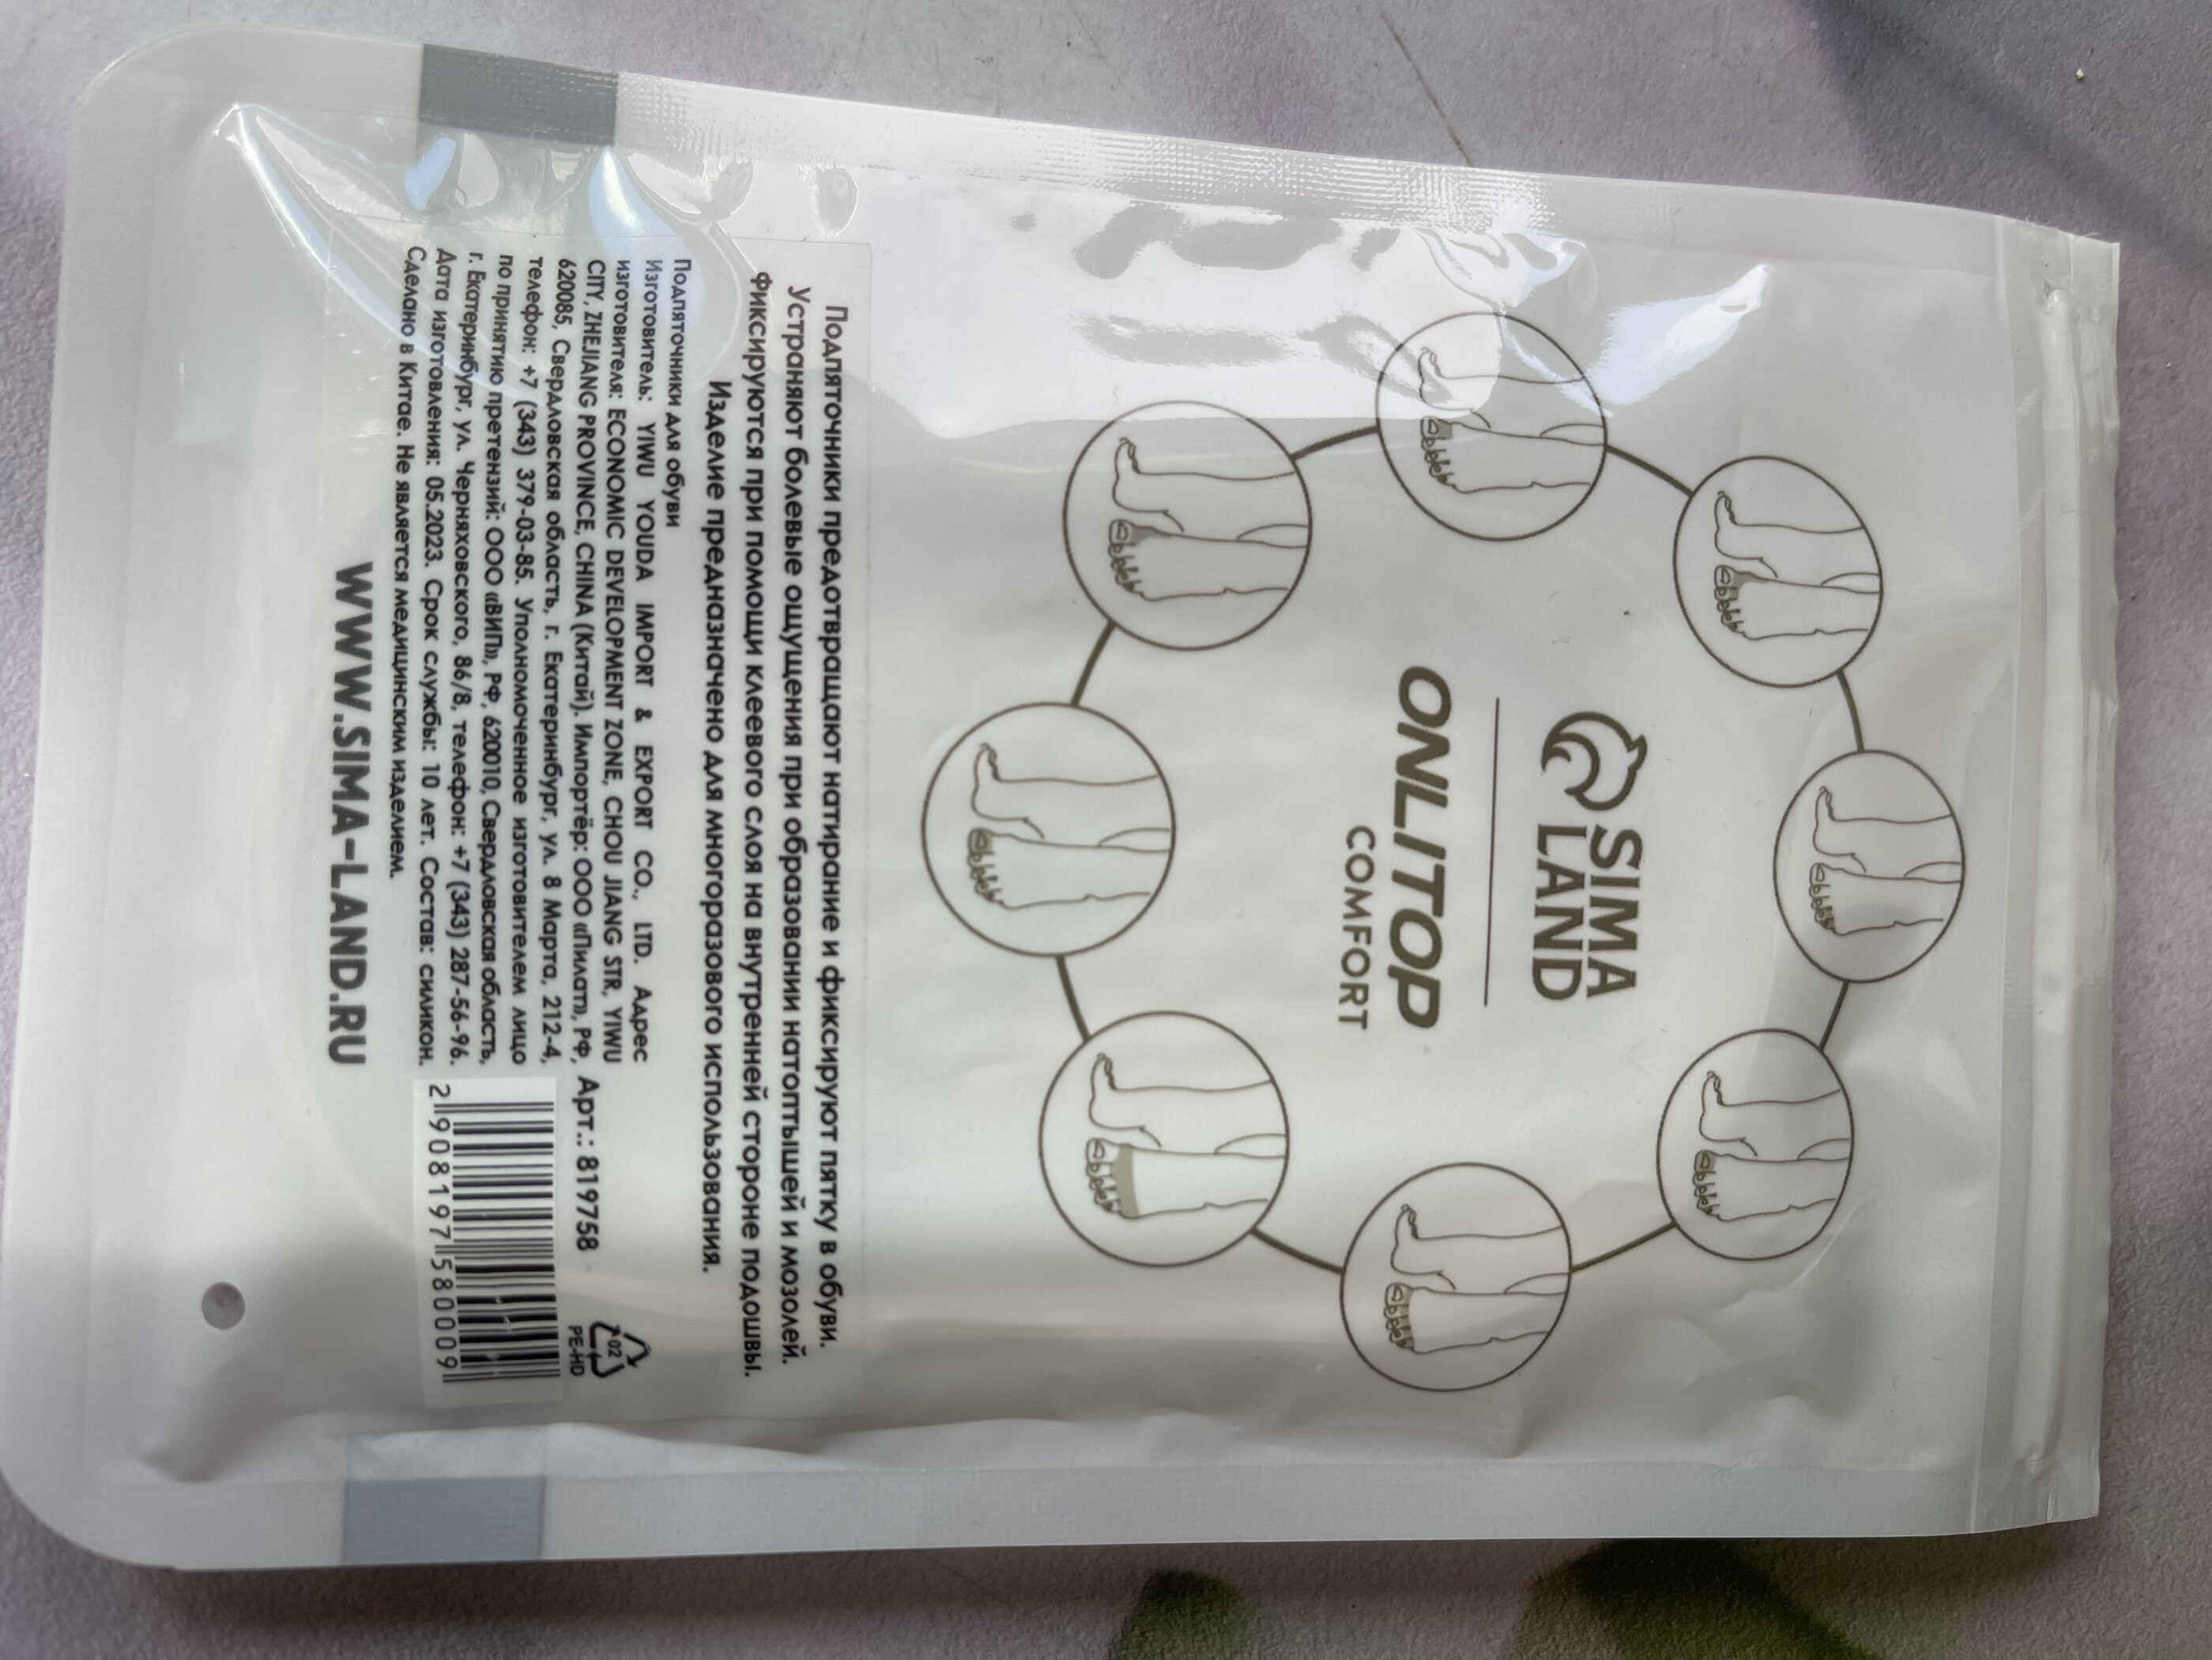 SIMA
LAND
ONLITOP
COMFORT
Подпяточники предотвращают натирание и фиксируют пятку в обуви.
Устраняют болевые ощущения при образовании натоптышей и мозолей.
Фиксируются при помощи клеевого слоя на внутренней стороне подошвы.
Изделие предназначено для многоразового использования.
Подпяточники для обуви
Изготовитель: YIWU YOUDA IMPORT & EXPORT CO., LTD. Адрес
изготовителя: ECONOMIC DEVELOPMENT ZONE, CHOU JIANG STR, YIWU
CITY, ZHEJIANG PROVINCE, CHINA (Китай). Импортёр: ООО «Пилат», РФ,
620085, Свердловская область, г. Екатеринбург, ул. 8 Марта, 212-4,
телефон: +7 (343) 379-03-85. Уполномоченное изготовителем лицо
по принятию претензий: ООО «ВИП», РФ, 620010, Свердловская область,
г. Екатеринбург, ул. Черняховского, 86/8, телефон: +7 (343) 287-56-96.
Дата изготовления: 05.2023. Срок службы: 10 лет. Состав: силикон.
Сделано в Китае. Не является медицинским изделием.
Арт.: 819758
02
PE-HD
2908197580009
WWW.SIMA-LAND.RU